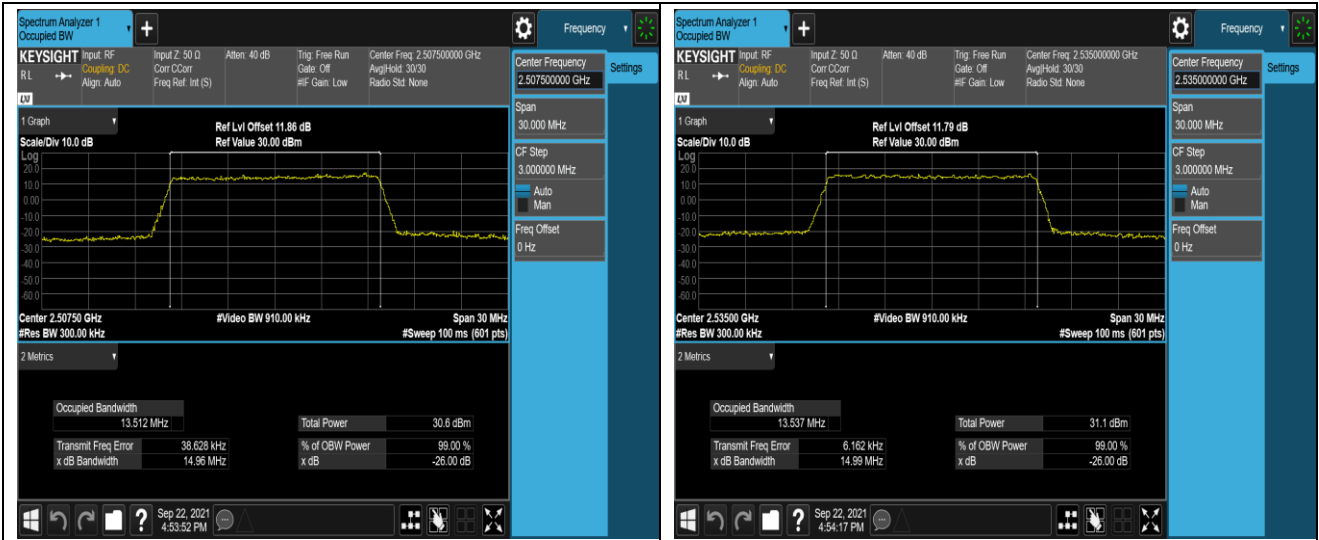 Spectrum Analyzer 1
Occupied BW
+
Frequency
KEYSIGHT
Input: RF
Input Z: 50 Ω
Atten: 40 dB
Trig: Free Run
Center Freq: 2.507500000 GHz
RL
Coupling: DC
Corr CCorr
Gate: Off
Avg|Hold: 30/30
Align: Auto
Freq Ref: Int (S)
#IF Gain: Low
Radio Std: None
LXI
Center Frequency
2.507500000 GHz
Settings
Span
30.000 MHz
CF Step
3.000000 MHz
Auto
Man
Freq Offset
0 Hz
1 Graph
Ref Lvl Offset 11.86 dB
Scale/Div 10.0 dB
Ref Value 30.00 dBm
Log
20.0
10.0
0.00
-10.0
-20.0
-30.0
-40.0
-50.0
-60.0
Center 2.50750 GHz
#Video BW 910.00 kHz
Span 30 MHz
#Res BW 300.00 kHz
#Sweep 100 ms (601 pts)
2 Metrics
Occupied Bandwidth
13.512 MHz
Total Power 30.6 dBm
Transmit Freq Error 38.628 kHz
% of OBW Power 99.00 %
x dB Bandwidth 14.96 MHz
x dB -26.00 dB
?
Sep 22, 2021
4:53:52 PM
Spectrum Analyzer 1
Occupied BW
+
Frequency
KEYSIGHT
Input: RF
Input Z: 50 Ω
Atten: 40 dB
Trig: Free Run
Center Freq: 2.535000000 GHz
RL
Coupling: DC
Corr CCorr
Gate: Off
Avg|Hold: 30/30
Align: Auto
Freq Ref: Int (S)
#IF Gain: Low
Radio Std: None
LXI
Center Frequency
2.535000000 GHz
Settings
Span
30.000 MHz
CF Step
3.000000 MHz
Auto
Man
Freq Offset
0 Hz
1 Graph
Ref Lvl Offset 11.79 dB
Scale/Div 10.0 dB
Ref Value 30.00 dBm
Log
20.0
10.0
0.00
-10.0
-20.0
-30.0
-40.0
-50.0
-60.0
Center 2.53500 GHz
#Video BW 910.00 kHz
Span 30 MHz
#Res BW 300.00 kHz
#Sweep 100 ms (601 pts)
2 Metrics
Occupied Bandwidth
13.537 MHz
Total Power 31.1 dBm
Transmit Freq Error 6.162 kHz
% of OBW Power 99.00 %
x dB Bandwidth 14.99 MHz
x dB -26.00 dB
?
Sep 22, 2021
4:54:17 PM